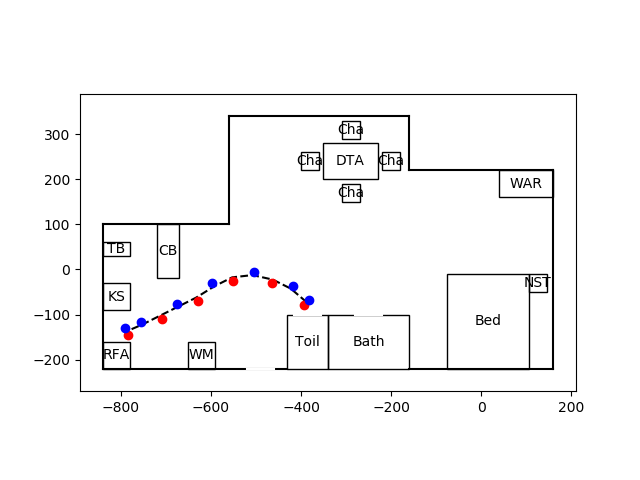 300
200
100
0
−100
−200
−800
−600
−400
−200
0
200
Cha
Cha
DTA
Cha
Cha
WAR
TB
CB
KS
NST
Bed
RFA
WM
Toil
Bath